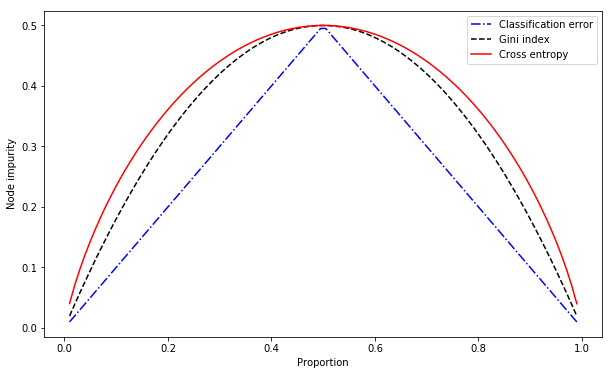 Classification error
Gini index
Cross entropy
Node impurity
0.5
0.4
0.3
0.2
0.1
0.0
0.0 0.2 0.4 0.6 0.8 1.0
Proportion